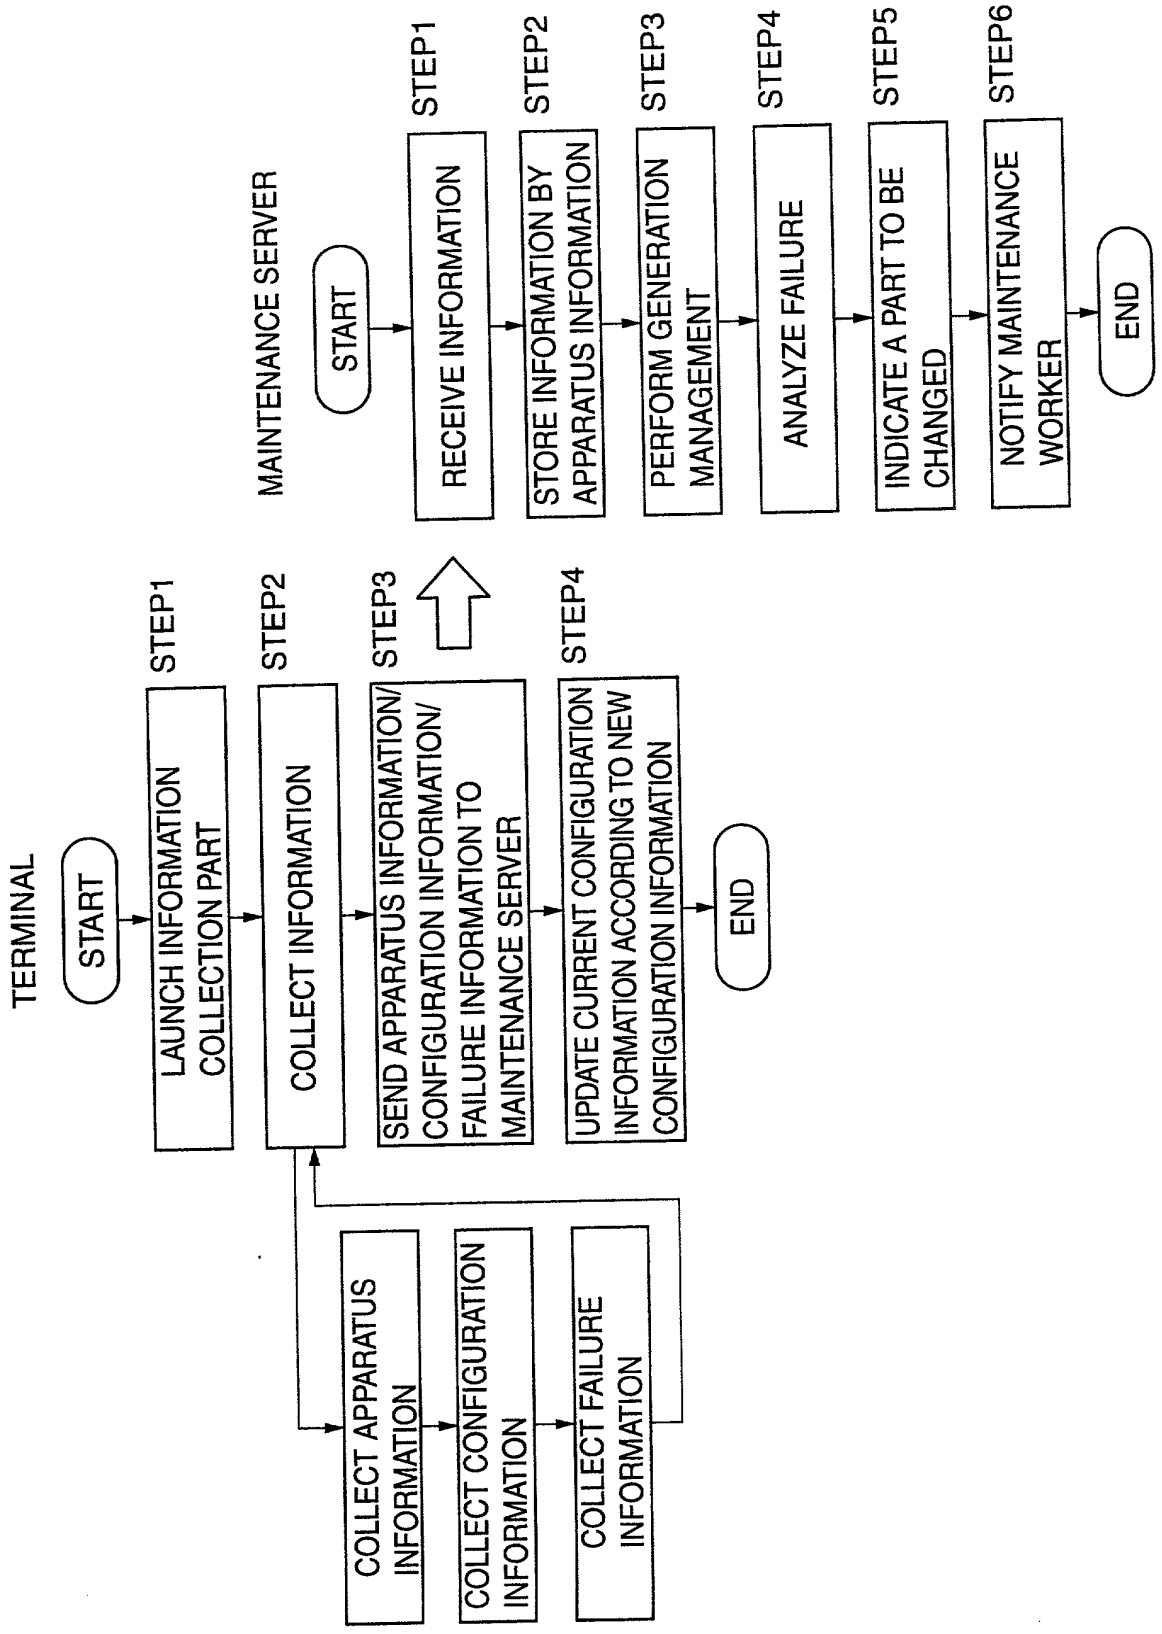 TERMINAL
START
LAUNCH INFORMATION
COLLECTION PART
STEP1
COLLECT INFORMATION
STEP2
COLLECT APPARATUS
INFORMATION
COLLECT CONFIGURATION
INFORMATION
COLLECT FAILURE
INFORMATION
SEND APPARATUS INFORMATION/
CONFIGURATION INFORMATION/
FAILURE INFORMATION TO
MAINTENANCE SERVER
STEP3
UPDATE CURRENT CONFIGURATION
INFORMATION ACCORDING TO NEW
CONFIGURATION INFORMATION
STEP4
END
MAINTENANCE SERVER
START
RECEIVE INFORMATION
STEP1
STORE INFORMATION BY
APPARATUS INFORMATION
STEP2
PERFORM GENERATION
MANAGEMENT
STEP3
ANALYZE FAILURE
STEP4
INDICATE A PART TO BE
CHANGED
STEP5
NOTIFY MAINTENANCE
WORKER
STEP6
END